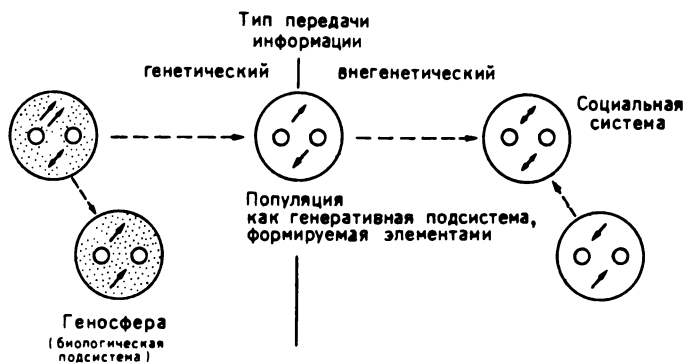 Тип передачи
информации
генетический
внегенетический
Социальная
система
Популяция
как генеративная подсистема,
формируемая элементами
Геносфера
(биологическая
подсистема)